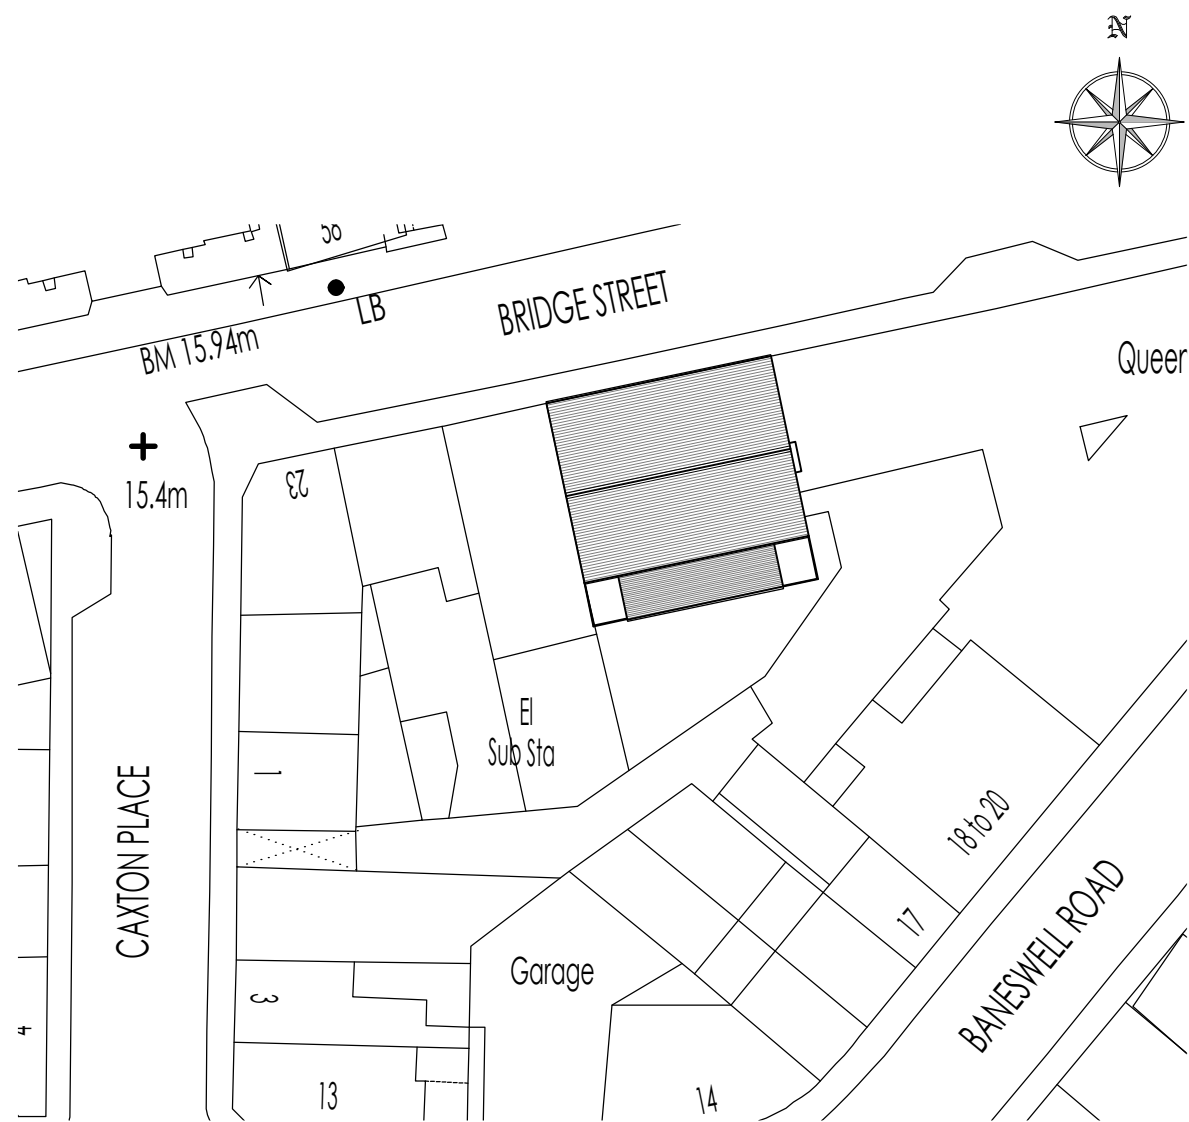 N
56
LB
BRIDGE STREET
BM 15.94m
Queen
23
15.4m
El
Sub Sta
1
CAXTON PLACE
18 to 20
17
BANESWELL ROAD
Garage
3
4
13
14